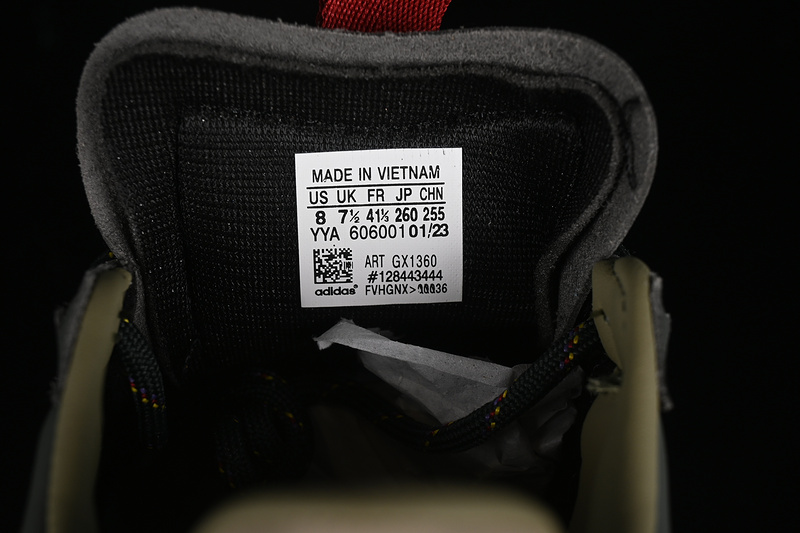 MADE IN VIETNAM
US UK FR JP CHN
8 7½ 41⅓ 260 255
YYA 606001 01/23
ART GX1360
#128443444
adidas® FVHGNX>